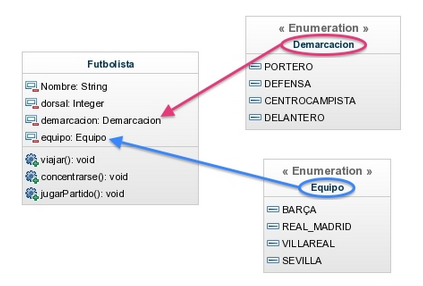 Futbolista
Nombre: String
dorsal: Integer
demarcacion: Demarcacion
equipo: Equipo
viajar(): void
concentrarse(): void
jugarPartido(): void
« Enumeration »
Demarcacion
PORTERO
DEFENSA
CENTROCAMPISTA
DELANTERO
« Enumeration »
Equipo
BARÇA
REAL_MADRID
VILLAREAL
SEVILLA